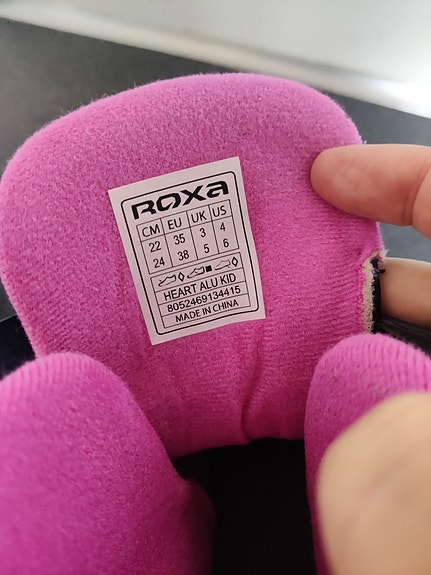 ROXA
CM EU UK US
22 35 3 4
24 38 5 6
HEART ALU KID
8052469134415
MADE IN CHINA